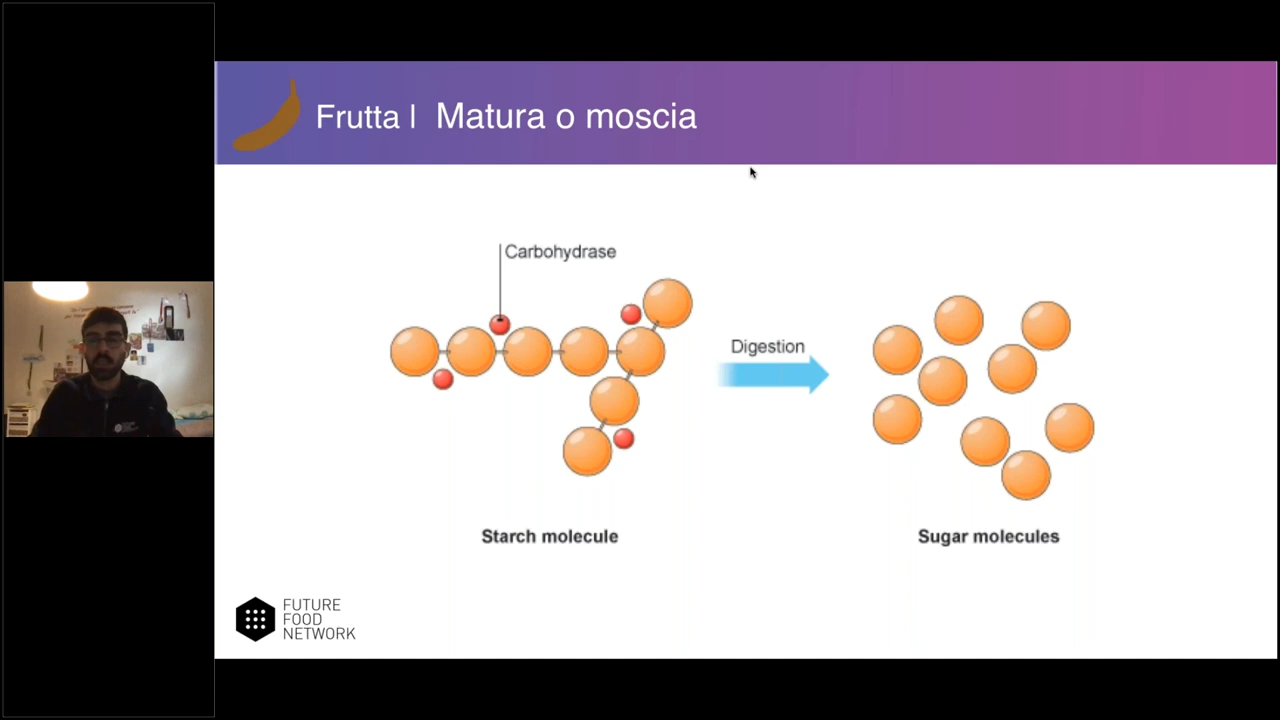 Frutta | Matura o moscia
Carbohydrase
Digestion
Starch molecule
Sugar molecules
FUTURE
FOOD
NETWORK